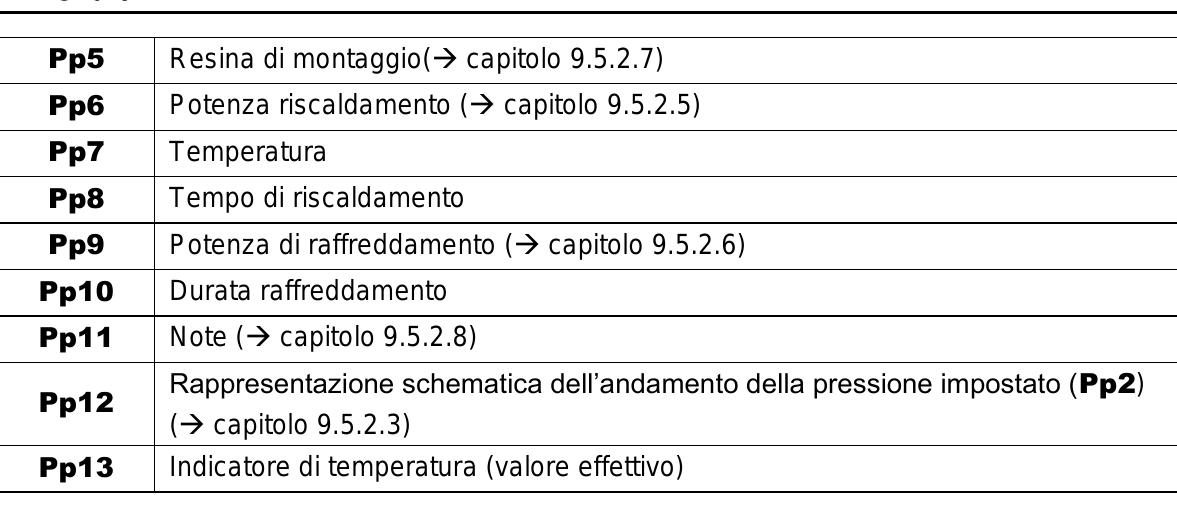 Pp5 Resina di montaggio(→ capitolo 9.5.2.7)
Pp6 Potenza riscaldamento (→ capitolo 9.5.2.5)
Pp7 Temperatura
Pp8 Tempo di riscaldamento
Pp9 Potenza di raffreddamento (→ capitolo 9.5.2.6)
Pp10 Durata raffreddamento
Pp11 Note (→ capitolo 9.5.2.8)
Pp12 Rappresentazione schematica dell’andamento della pressione impostato (Pp2)
(→ capitolo 9.5.2.3)
Pp13 Indicatore di temperatura (valore effettivo)